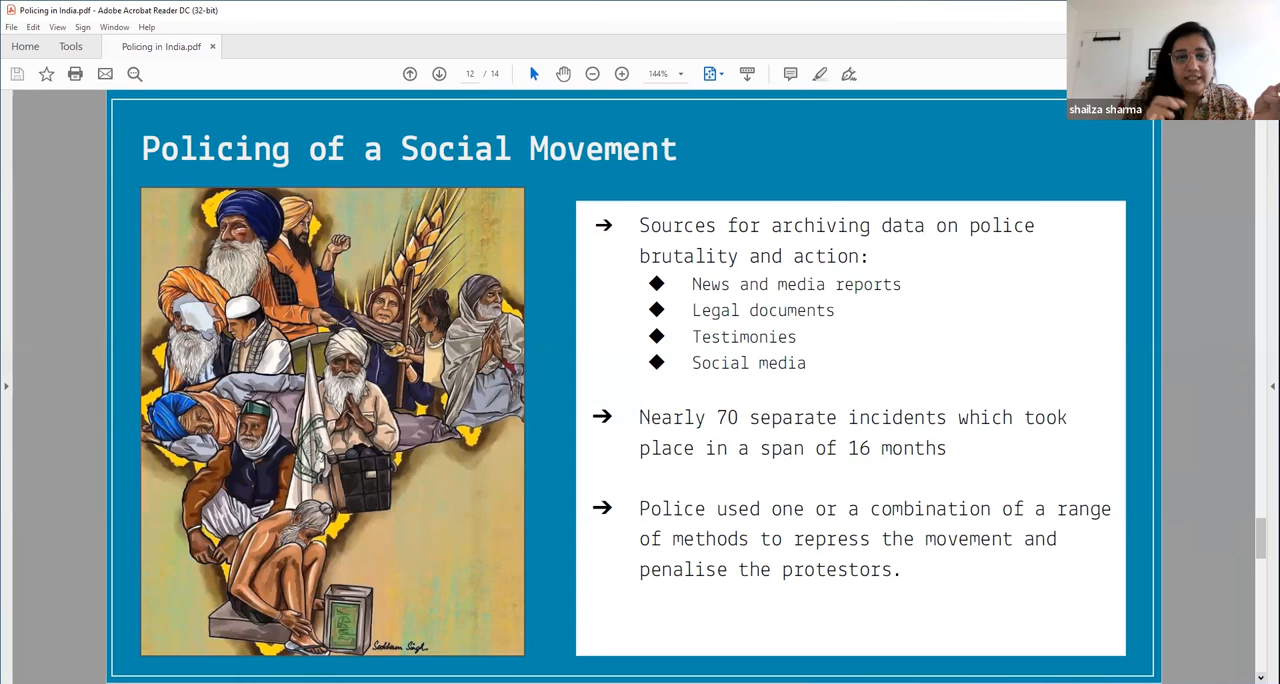 Policing in India.pdf - Adobe Acrobat Reader DC (32-bit)
File Edit View Sign Window Help
Home Tools Policing in India.pdf ×
12 / 14 144%
shailza sharma
Policing of a Social Movement
➔ Sources for archiving data on police
brutality and action:
◆ News and media reports
◆ Legal documents
◆ Testimonies
◆ Social media
➔ Nearly 70 separate incidents which took
place in a span of 16 months
➔ Police used one or a combination of a range
of methods to repress the movement and
penalise the protestors.